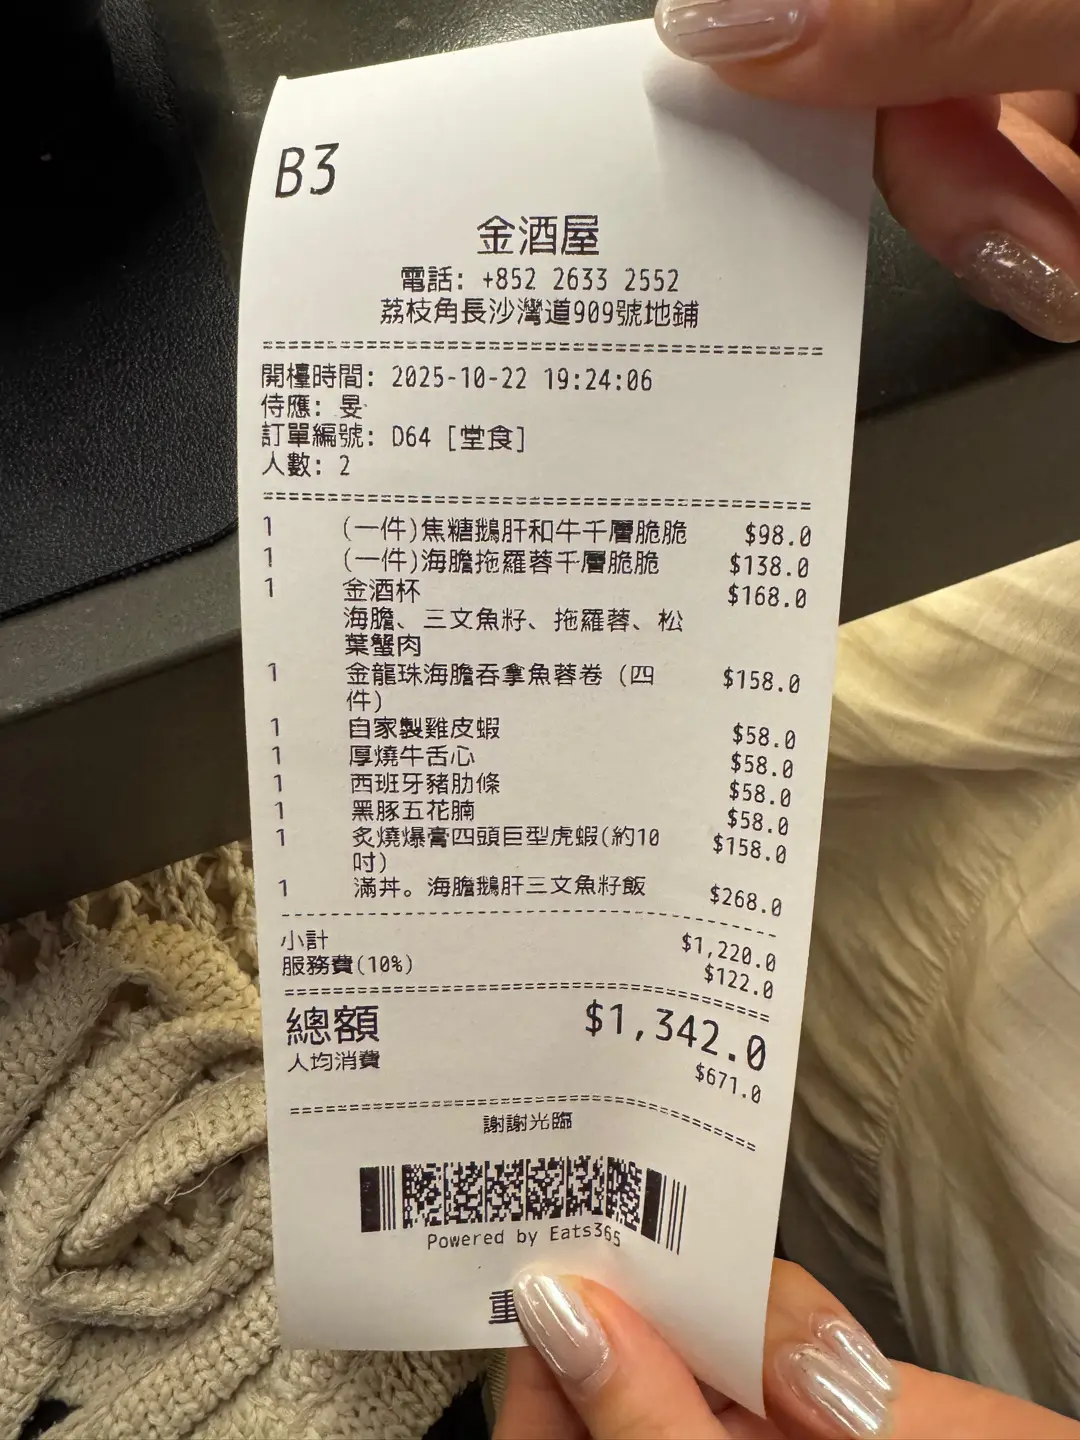 B3
金酒屋
電話: +852 2633 2552
荔枝角長沙灣道909號地鋪
開檯時間: 2025-10-22 19:24:06
侍應: 旻
訂單編號: D64 [堂食]
人數: 2
1 (一件)焦糖鵝肝和牛千層脆脆 $98.0
1 (一件)海膽拖羅蓉千層脆脆 $138.0
1 金酒杯 $168.0
海膽、三文魚籽、拖羅蓉、松
葉蟹肉
1 金龍珠海膽吞拿魚蓉卷 (四 $158.0
件)
1 自家製雞皮蝦 $58.0
1 厚燒牛舌心 $58.0
1 西班牙豬肋條 $58.0
1 黑豚五花腩 $58.0
1 炙燒爆膏四頭巨型虎蝦(約10 $158.0
吋)
1 滿丼。海膽鵝肝三文魚籽飯 $268.0
小計 $1,220.0
服務費(10%) $122.0
總額 $1,342.0
人均消費 $671.0
謝謝光臨
Powered by Eats365
重